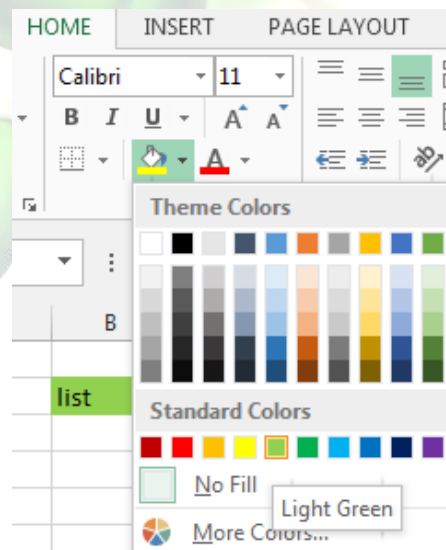 HOME INSERT PAGE LAYOUT
Calibri 11
B I U A A
A
Theme Colors
B
list
Standard Colors
No Fill
Light Green
More Colors...